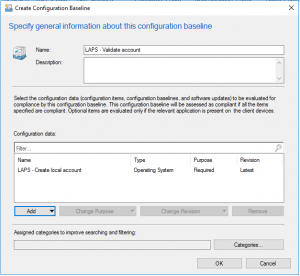 Create Configuration Baseline
Specify general information about this configuration baseline
Name: LAPS - Validate account
Description:
Select the configuration data (configuration items, configuration baselines, and software updates) to be evaluated for
compliance by this configuration baseline. This configuration baseline will be assessed as compliant if all the items
specified are compliant. Optional items are evaluated only if the relevant application is present on the client devices.
Configuration data:
Filter...
Name Type Purpose Revision
LAPS - Create local account Operating System Required Latest
Add Change Purpose Change Revision Remove
Assigned categories to improve searching and filtering:
Categories...
OK Cancel